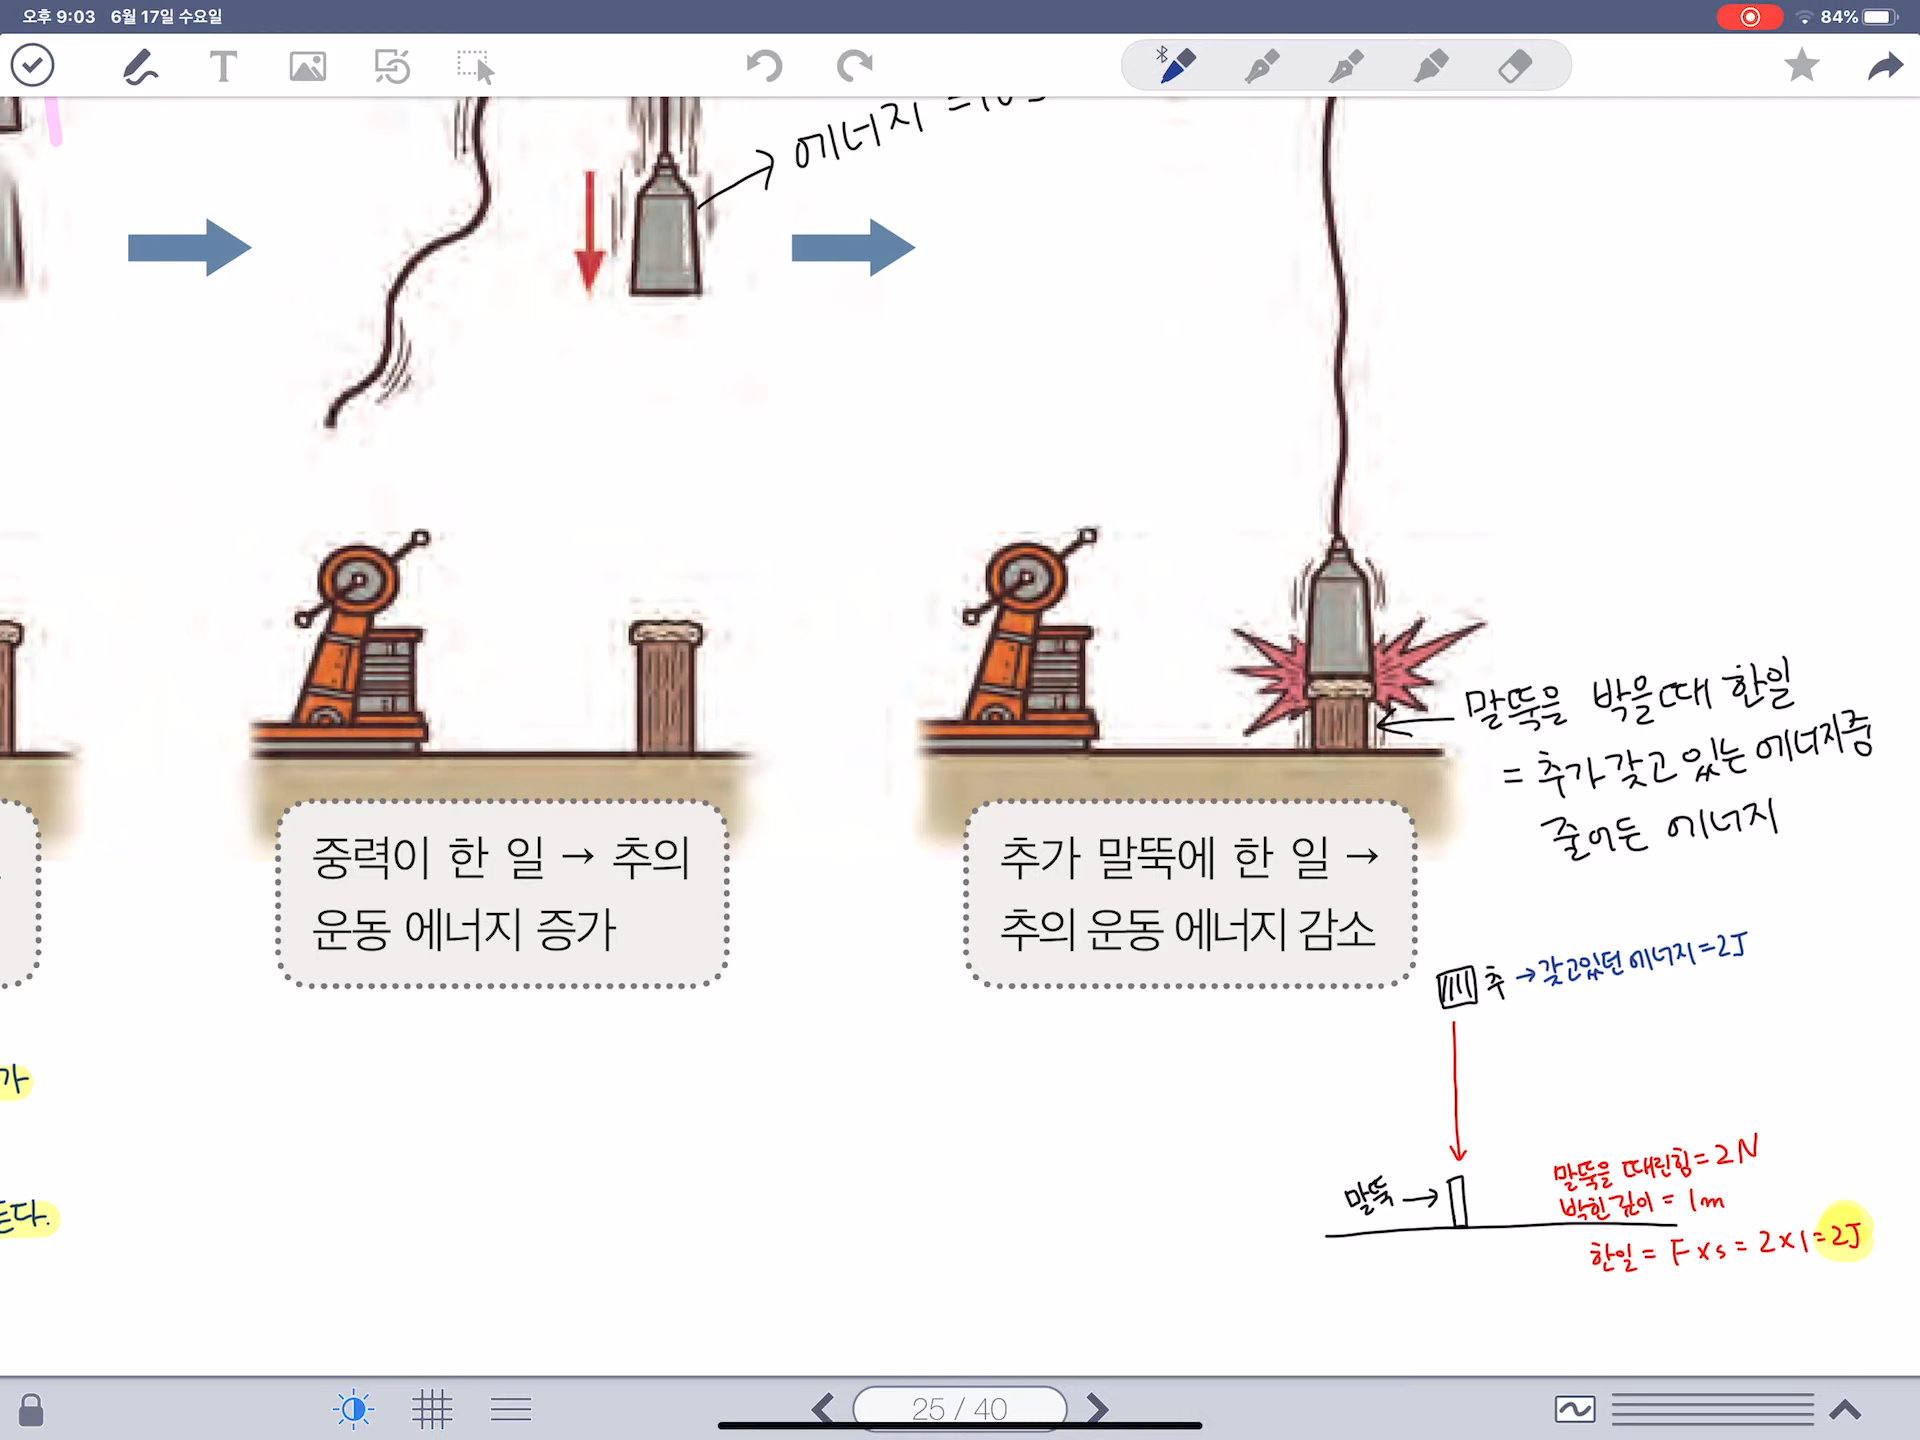 오후 9:03 6월 17일 수요일
84%
T
에너지
말뚝을 박을때 한일
= 추가 갖고 있는 에너지중
줄어든 에너지
중력이 한 일 → 추의
운동 에너지 증가
추가 말뚝에 한 일 →
추의 운동 에너지 감소
추 → 갖고있던 에너지=2J
가
든다.
말뚝 →
말뚝을 때린힘=2N
박힌 깊이 = 1m
한일 = F×s = 2×1=2J
25 / 40